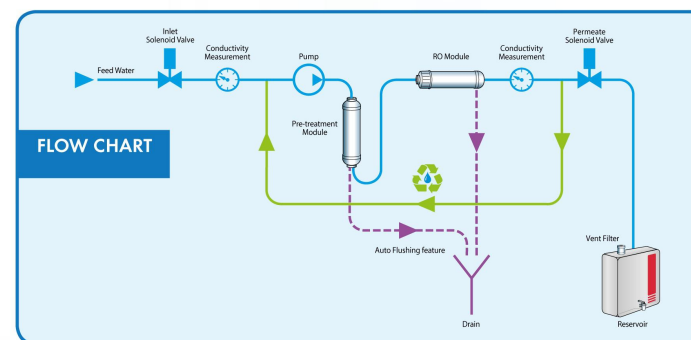 Inlet
Solenoid Valve
Conductivity
Measurement
Pump
RO Module
Conductivity
Measurement
Permeate
Solenoid Valve
Feed Water
Pre-treatment
Module
FLOW CHART
Auto Flushing feature
Vent Filter
Drain
Reservoir